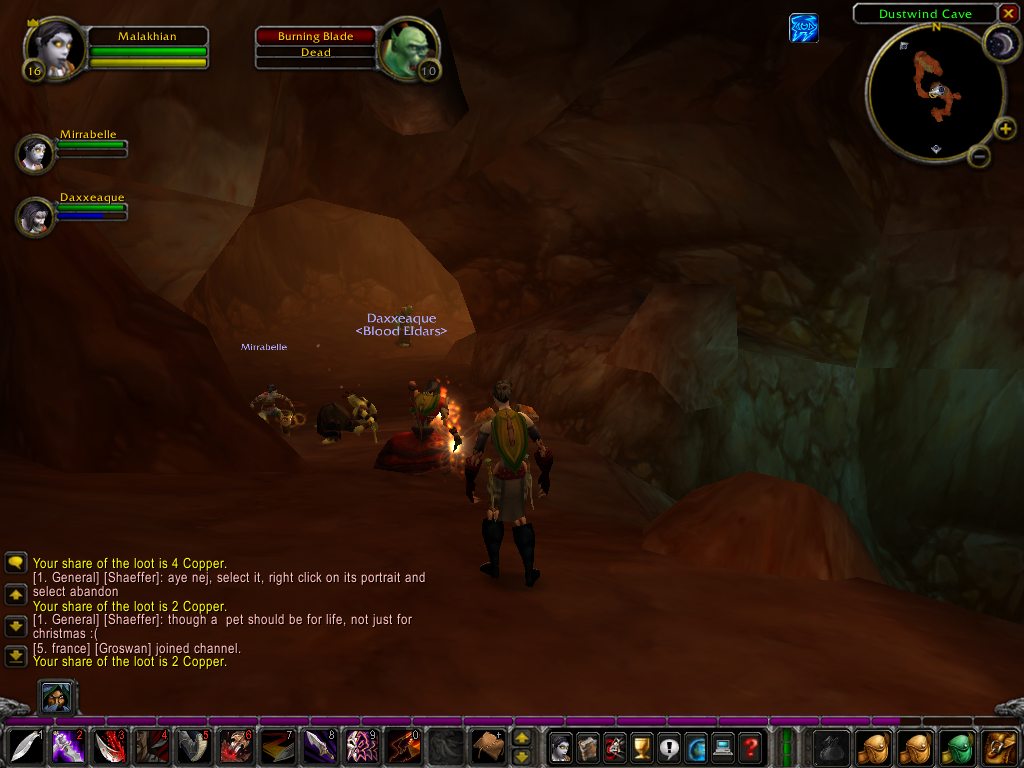 Malakhian
16
Burning Blade
Dead
10
Dustwind Cave
N
Mirrabelle
Daxxeaque
Daxxeaque
<Blood Eldars>
Mirrabelle
Your share of the loot is 4 Copper.
[1. General] [Shaeffer]: aye nej, select it, right click on its portrait and
select abandon
Your share of the loot is 2 Copper.
[1. General] [Shaeffer]: though a pet should be for life, not just for
christmas :(
[5. france] [Groswan] joined channel.
Your share of the loot is 2 Copper.
1 2 3 4 5 6 7 8 9 0 +